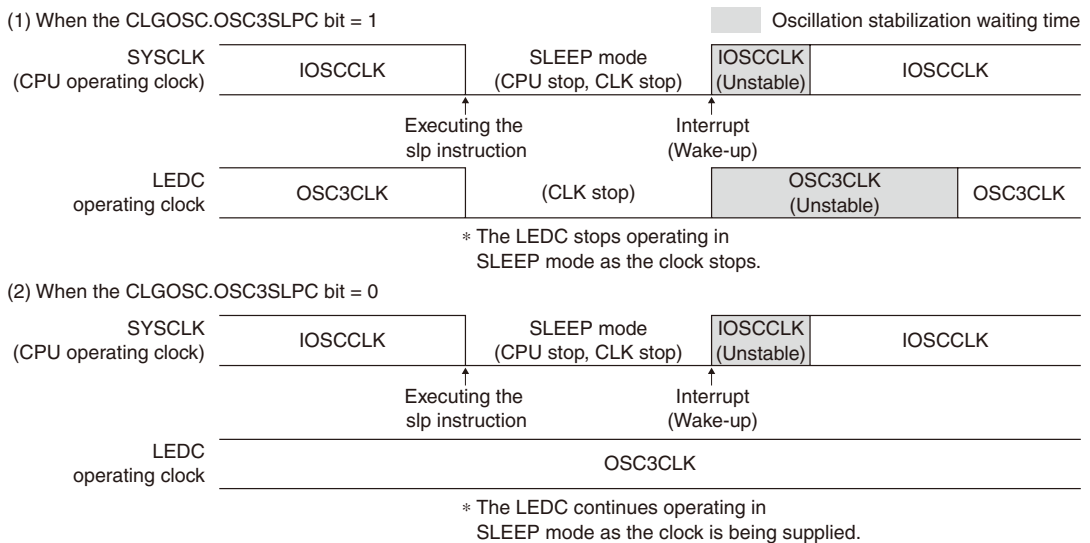 (1) When the CLGOSC.OSC3SLPC bit = 1
Oscillation stabilization waiting time
SYSCLK
(CPU operating clock)
IOSCCLK
SLEEP mode
(CPU stop, CLK stop)
IOSCCLK
(Unstable)
IOSCCLK
Executing the
slp instruction
Interrupt
(Wake-up)
LEDC
operating clock
OSC3CLK
(CLK stop)
OSC3CLK
(Unstable)
OSC3CLK
* The LEDC stops operating in
SLEEP mode as the clock stops.
(2) When the CLGOSC.OSC3SLPC bit = 0
SYSCLK
(CPU operating clock)
IOSCCLK
SLEEP mode
(CPU stop, CLK stop)
IOSCCLK
(Unstable)
IOSCCLK
Executing the
slp instruction
Interrupt
(Wake-up)
LEDC
operating clock
OSC3CLK
* The LEDC continues operating in
SLEEP mode as the clock is being supplied.